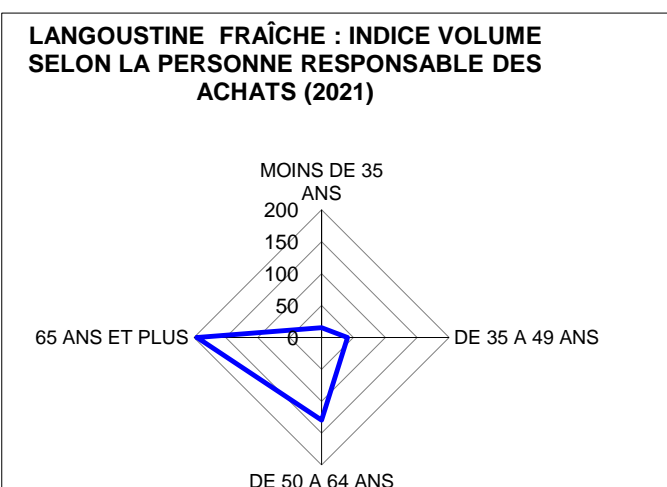 LANGOUSTINE FRAÎCHE : INDICE VOLUME
SELON LA PERSONNE RESPONSABLE DES
ACHATS (2021)
MOINS DE 35
ANS
200
150
100
50
0
65 ANS ET PLUS
DE 35 A 49 ANS
DE 50 A 64 ANS